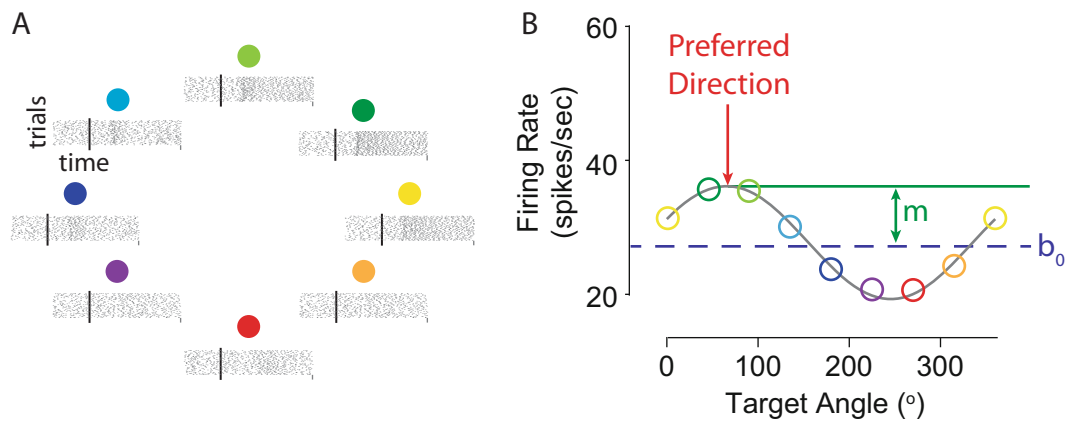 A
trials
time
B
Firing Rate
(spikes/sec)
60
40
20
Preferred
Direction
m
b₀
0 100 200 300
Target Angle (º)